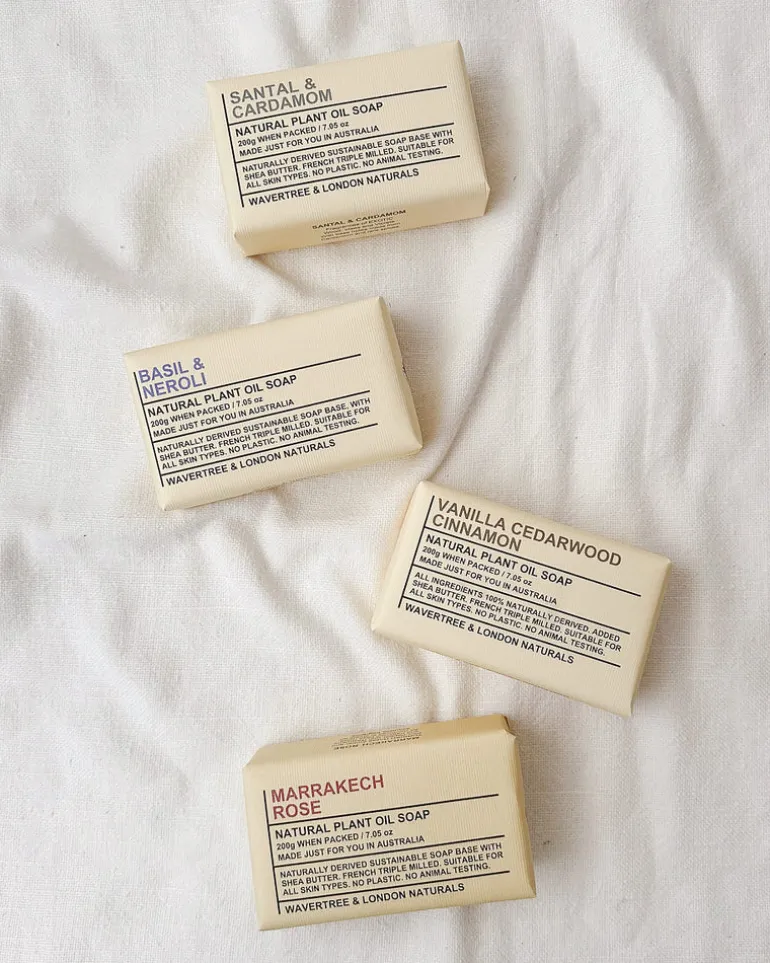 SANTAL &
CARDAMOM
NATURAL PLANT OIL SOAP
200g WHEN PACKED / 7.05 oz
MADE JUST FOR YOU IN AUSTRALIA
NATURALLY DERIVED SUSTAINABLE SOAP BASE WITH
SHEA BUTTER. FRENCH TRIPLE MILLED. SUITABLE FOR
ALL SKIN TYPES. NO PLASTIC. NO ANIMAL TESTING.
WAVERTREE & LONDON NATURALS
SANTAL & CARDAMOM
BASIL &
NEROLI
NATURAL PLANT OIL SOAP
200g WHEN PACKED / 7.05 oz
MADE JUST FOR YOU IN AUSTRALIA
NATURALLY DERIVED SUSTAINABLE SOAP BASE, WITH
SHEA BUTTER. FRENCH TRIPLE MILLED. SUITABLE FOR
ALL SKIN TYPES. NO PLASTIC. NO ANIMAL TESTING.
WAVERTREE & LONDON NATURALS
VANILLA CEDARWOOD
CINNAMON
NATURAL PLANT OIL SOAP
200g WHEN PACKED / 7.05 oz
MADE JUST FOR YOU IN AUSTRALIA
ALL INGREDIENTS 100% NATURALLY DERIVED. ADDED
SHEA BUTTER. FRENCH TRIPLE MILLED. SUITABLE FOR
ALL SKIN TYPES. NO PLASTIC. NO ANIMAL TESTING.
WAVERTREE & LONDON NATURALS
MARRAKECH ROSE
MARRAKECH
ROSE
NATURAL PLANT OIL SOAP
200g WHEN PACKED / 7.05 oz
MADE JUST FOR YOU IN AUSTRALIA
NATURALLY DERIVED SUSTAINABLE SOAP BASE WITH
SHEA BUTTER. FRENCH TRIPLE MILLED. SUITABLE FOR
ALL SKIN TYPES. NO PLASTIC. NO ANIMAL TESTING.
WAVERTREE & LONDON NATURALS